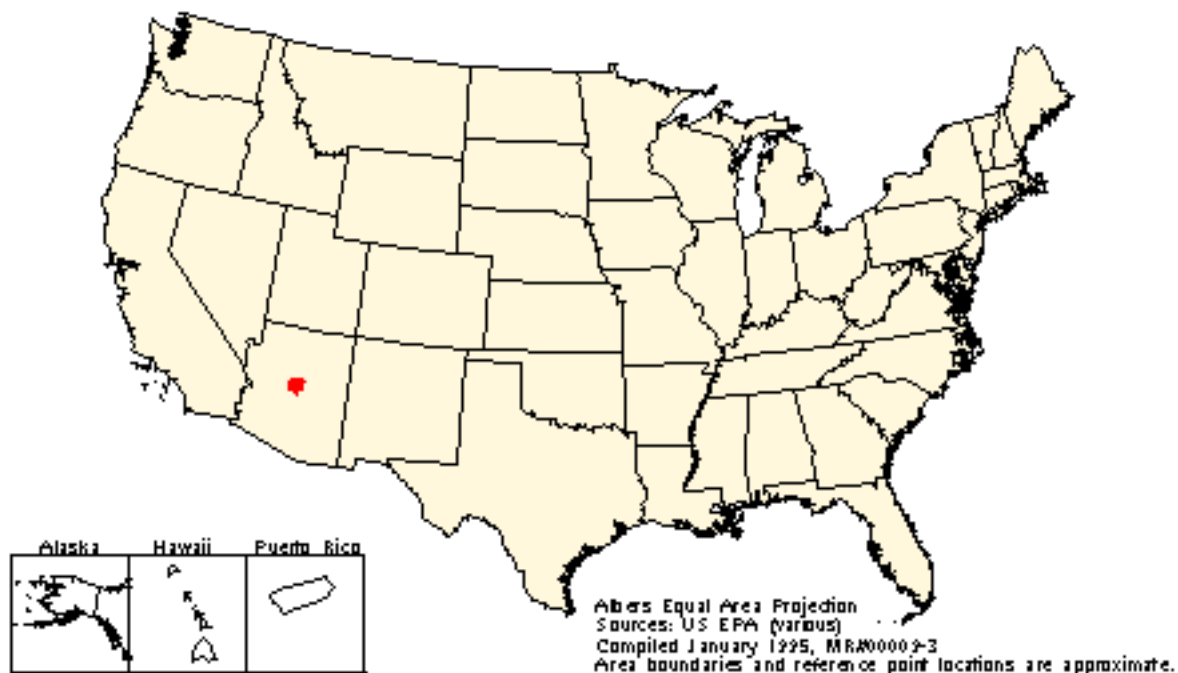 Alaska Hawaii Puerto Rico
Albers Equal Area Projection
Sources: US EPA (various)
Compiled January 1995, MR#00009-3
Area boundaries and reference point locations are approximate.